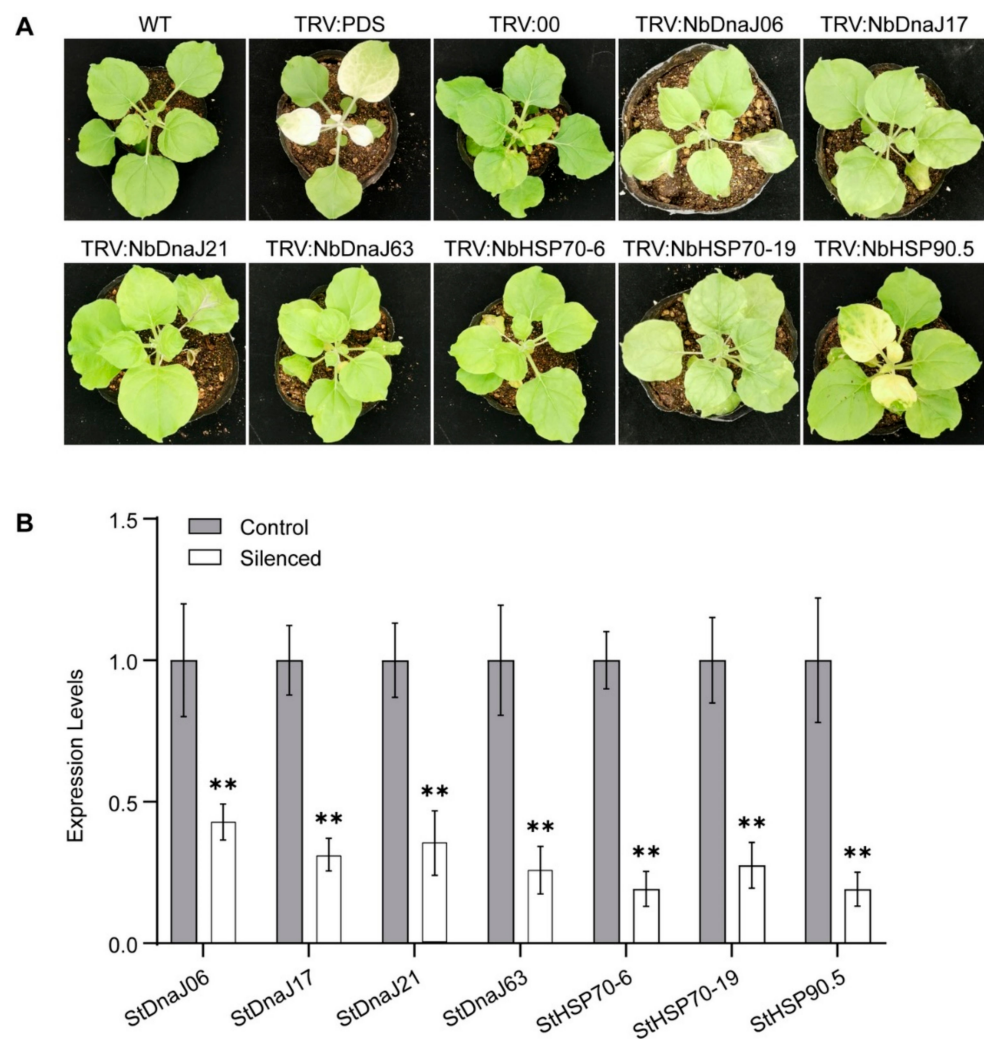 A
WT TRV:PDS TRV:00 TRV:NbDnaJ06 TRV:NbDnaJ17
TRV:NbDnaJ21 TRV:NbDnaJ63 TRV:NbHSP70-6 TRV:NbHSP70-19 TRV:NbHSP90.5
B
Control
Silenced
Expression Levels
1.5
1.0
0.5
0.0
** ** ** ** ** ** **
StDnaJ06 StDnaJ17 StDnaJ21 StDnaJ63 StHSP70-6 StHSP70-19 StHSP90.5